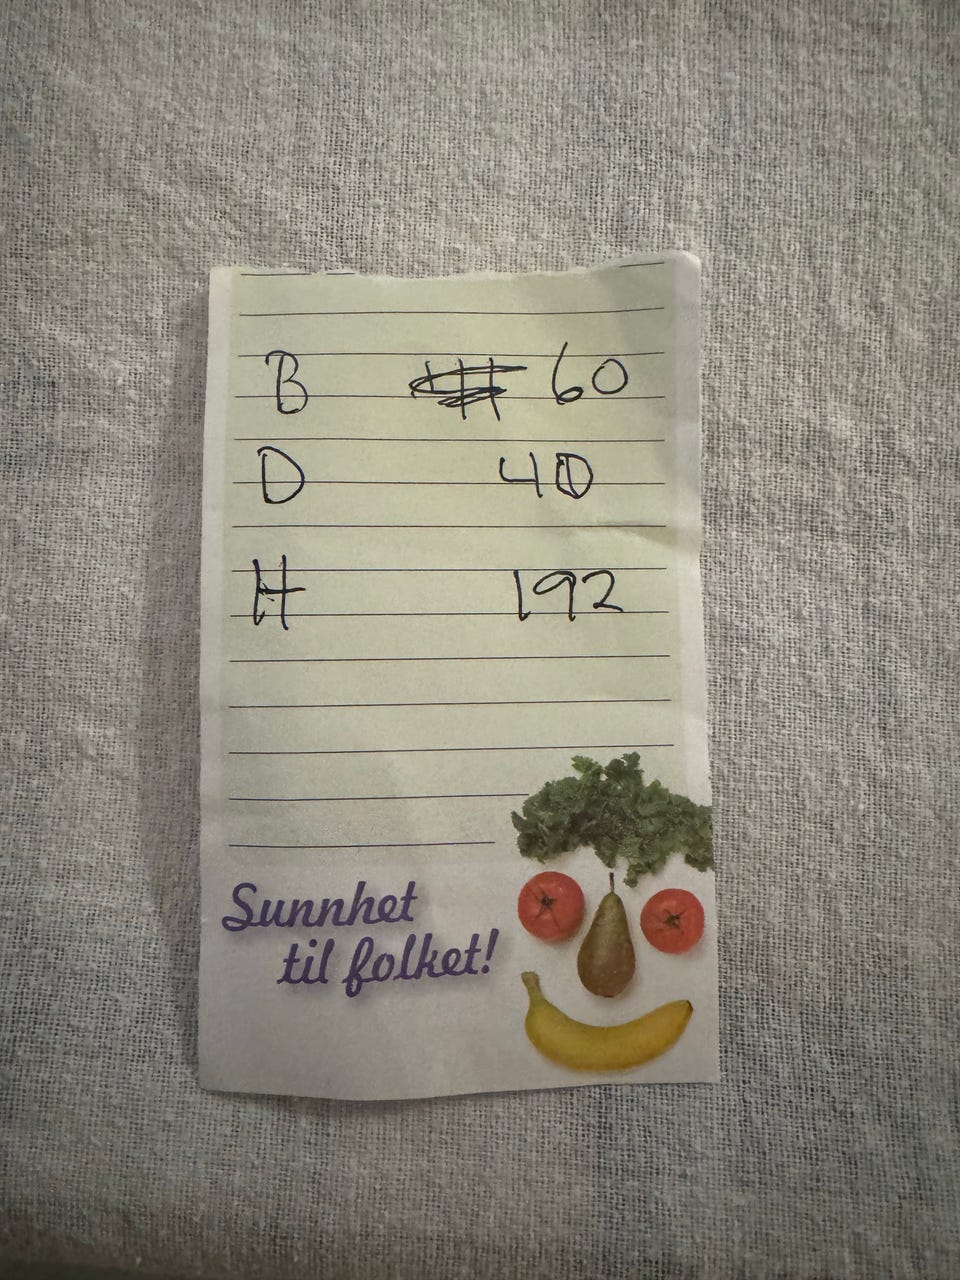 B 60
D 40
H 192
Sunnhet
til folket!